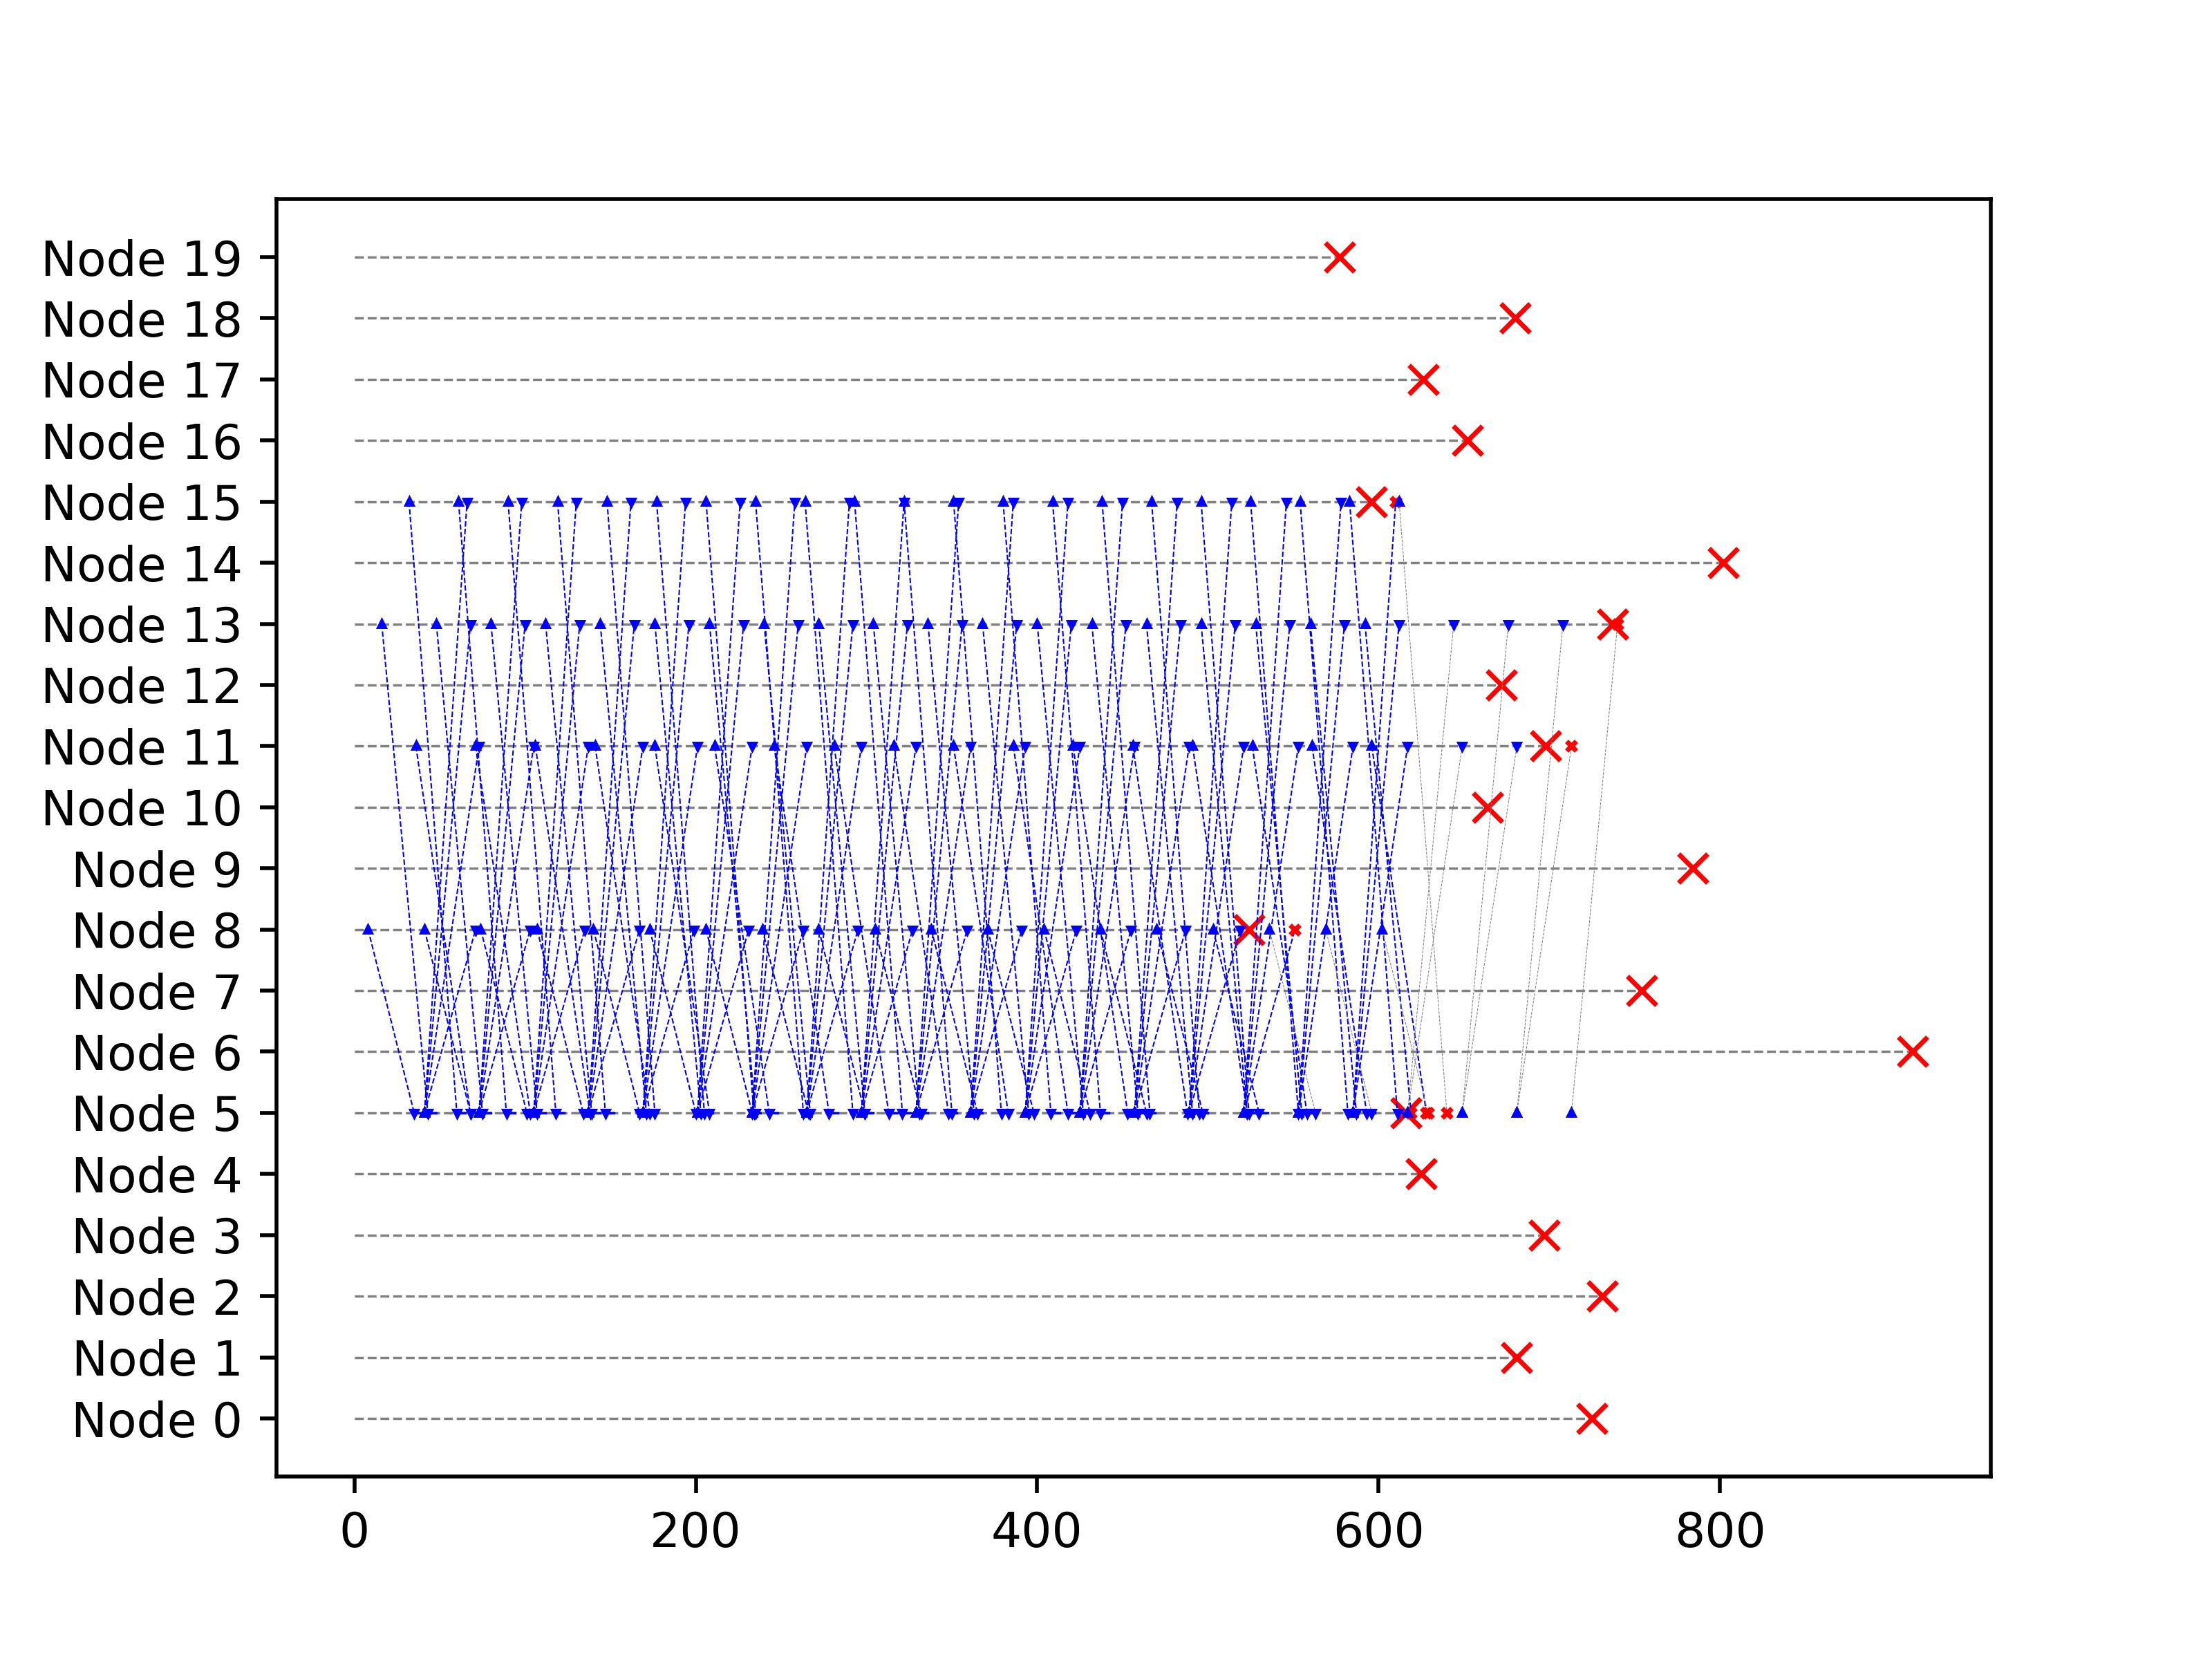 Node 19
Node 18
Node 17
Node 16
Node 15
Node 14
Node 13
Node 12
Node 11
Node 10
Node 9
Node 8
Node 7
Node 6
Node 5
Node 4
Node 3
Node 2
Node 1
Node 0
0 200 400 600 800